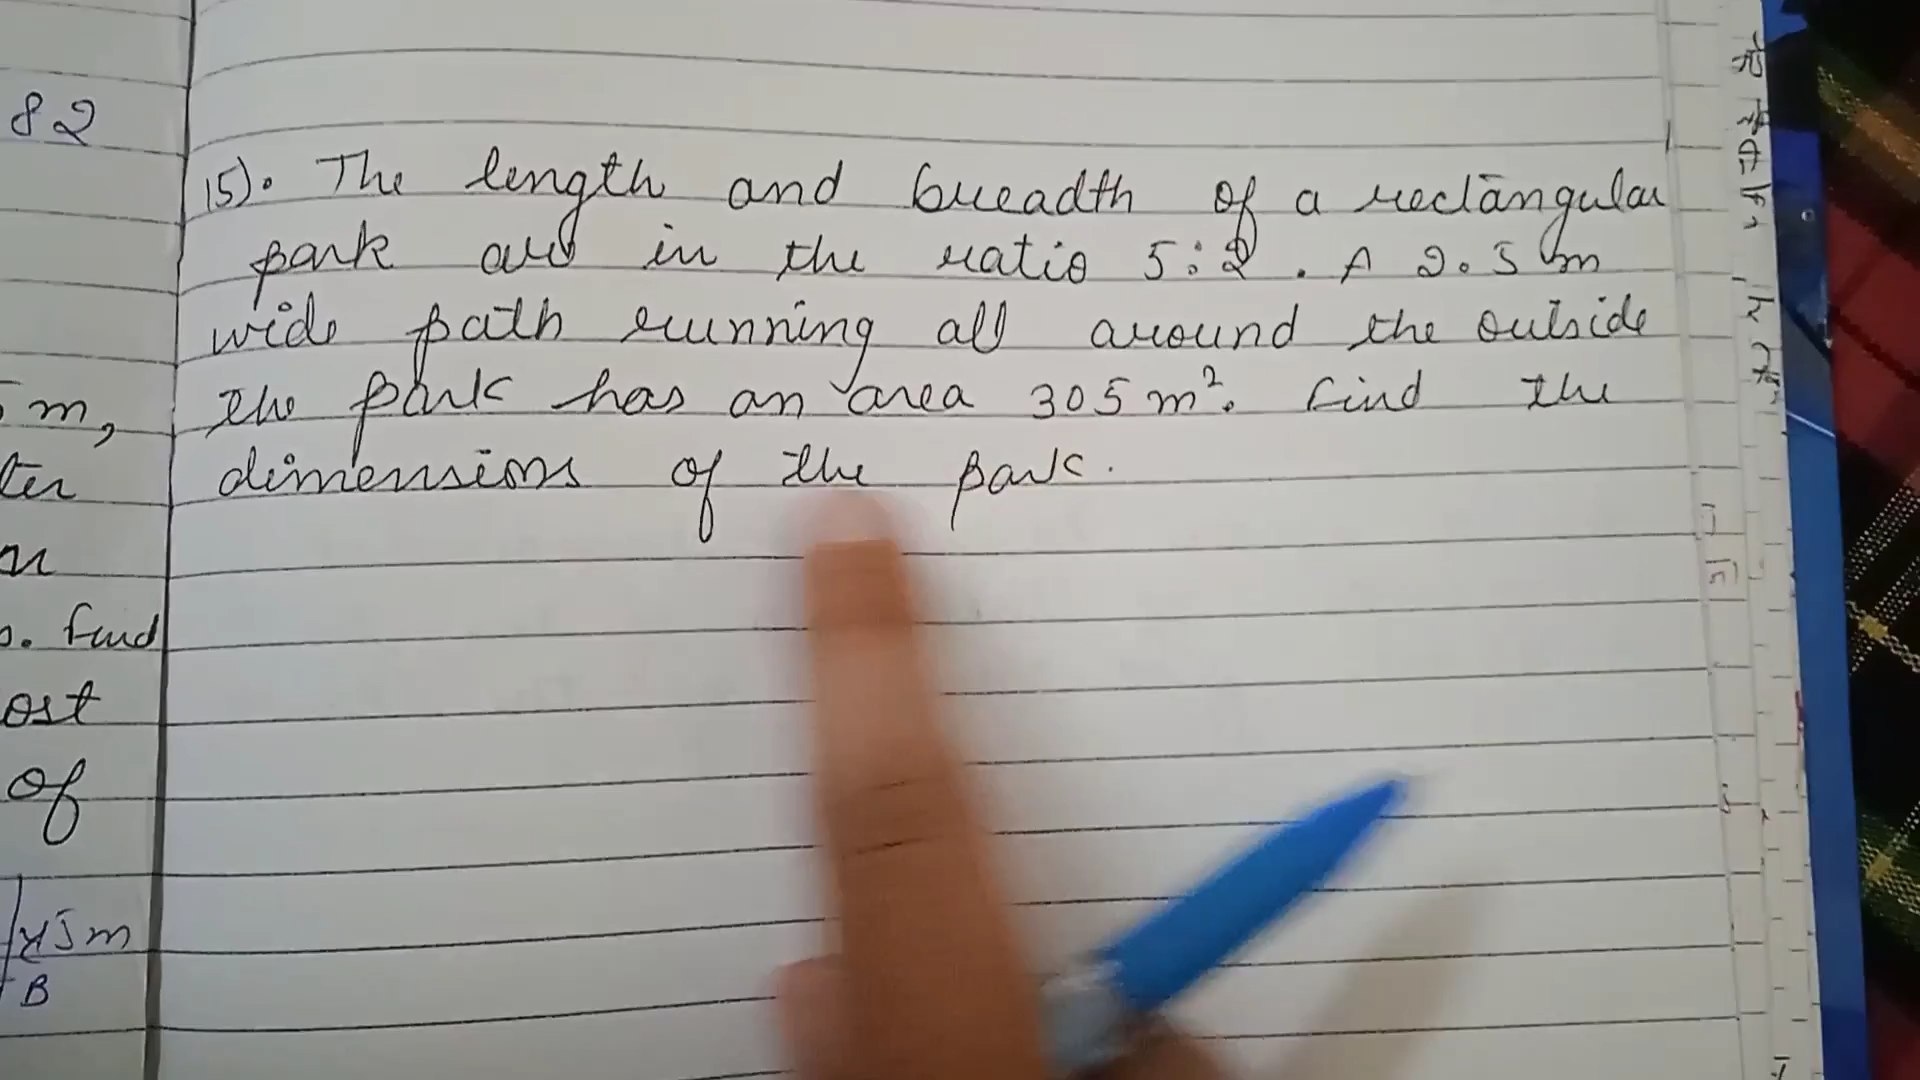 82
15). The length and breadth of a rectangular
park are in the ratio 5:2 . A 2.5 m
wide path running all around the outside
m,
the park has an area 305 m². Find the
ter
dimensions of the park.
. find
ost
of
5m
B